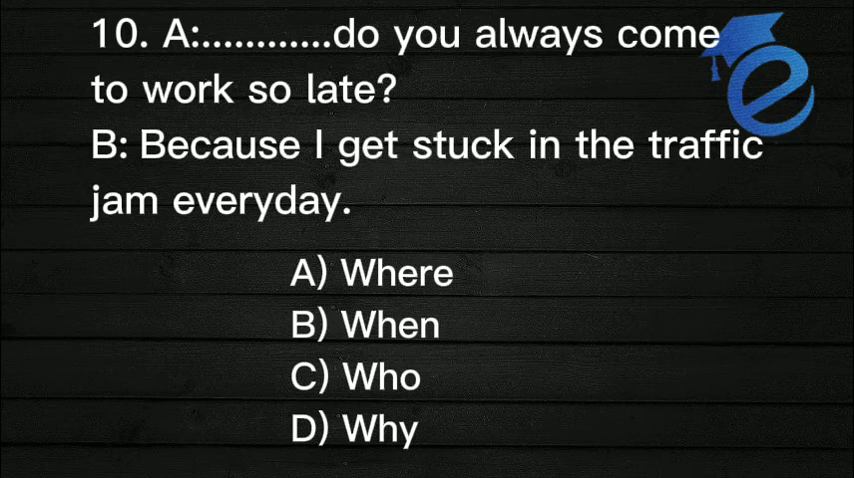 10. A:............do you always come
to work so late?
B: Because I get stuck in the traffic
jam everyday.
A) Where
B) When
C) Who
D) Why
e